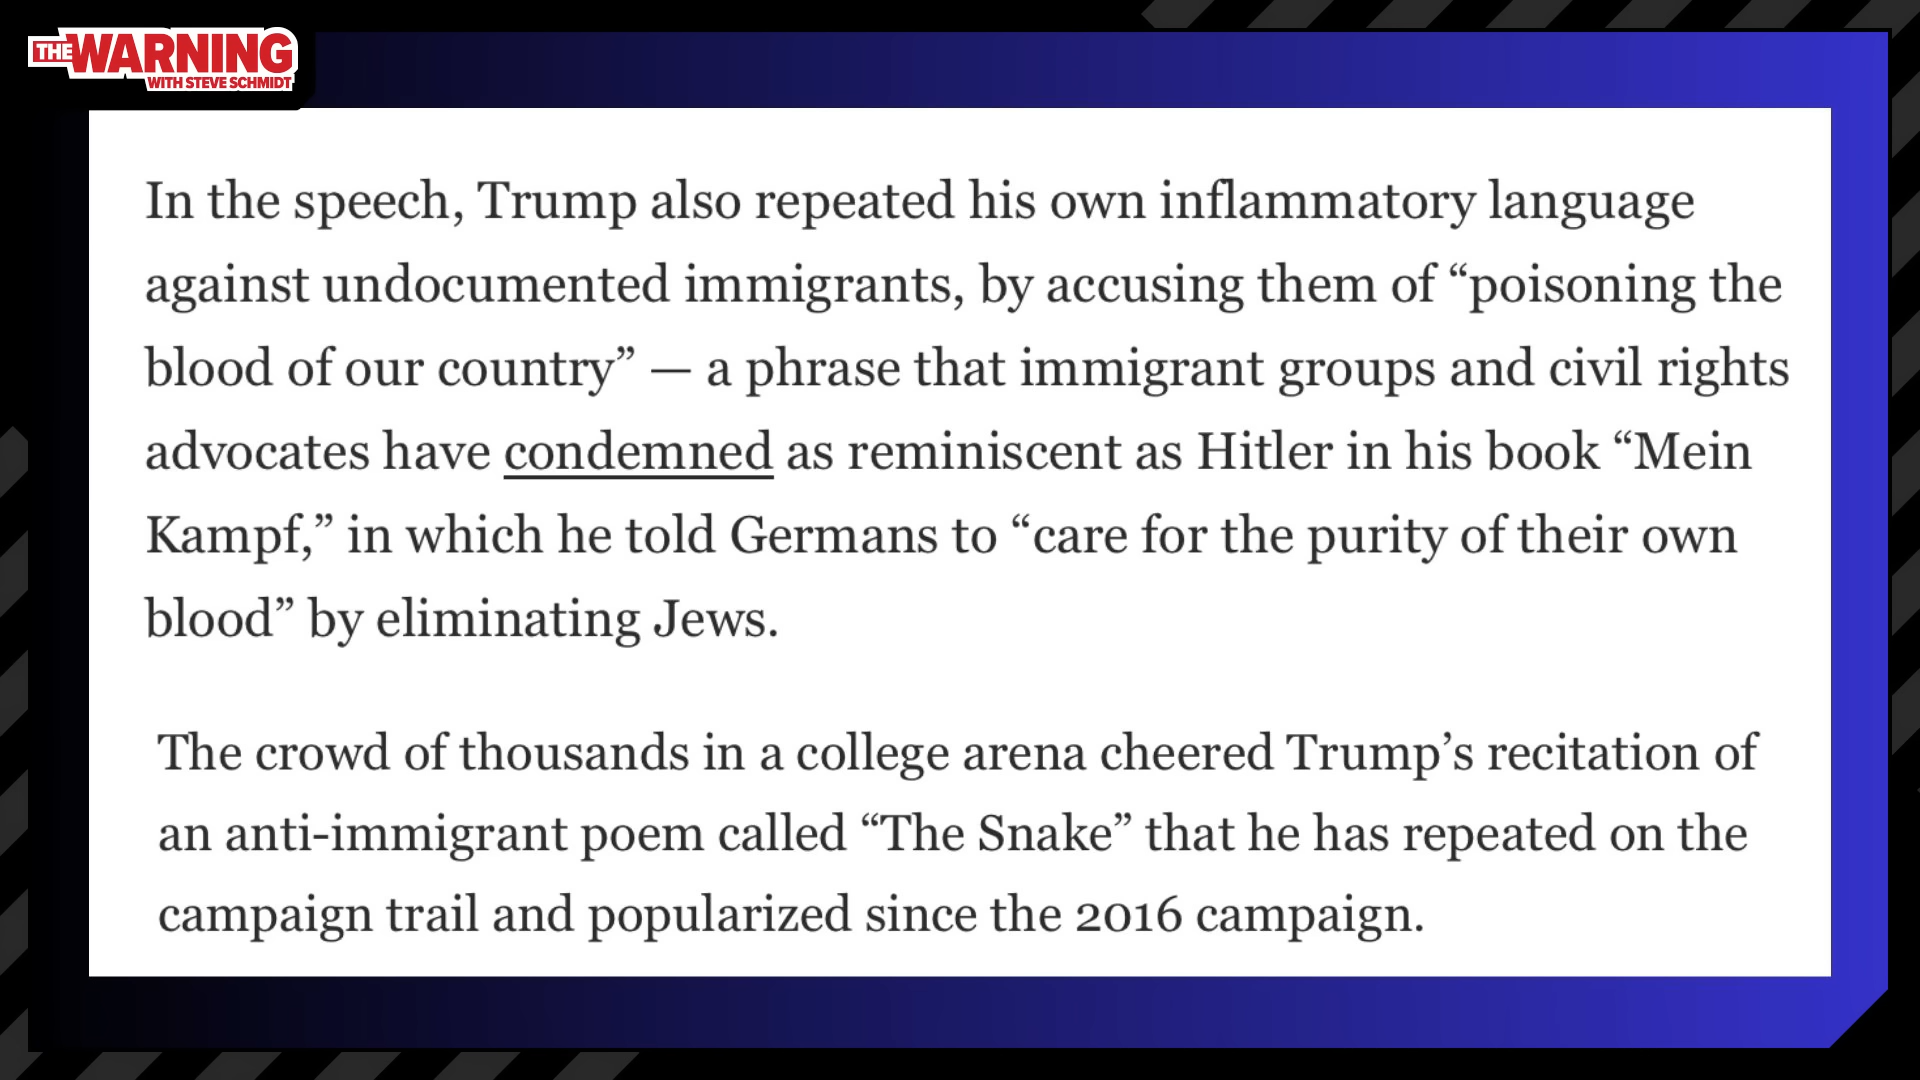 THE WARNING
WITH STEVE SCHMIDT
In the speech, Trump also repeated his own inflammatory language
against undocumented immigrants, by accusing them of “poisoning the
blood of our country” — a phrase that immigrant groups and civil rights
advocates have condemned as reminiscent as Hitler in his book “Mein
Kampf,” in which he told Germans to “care for the purity of their own
blood” by eliminating Jews.
The crowd of thousands in a college arena cheered Trump’s recitation of
an anti-immigrant poem called “The Snake” that he has repeated on the
campaign trail and popularized since the 2016 campaign.